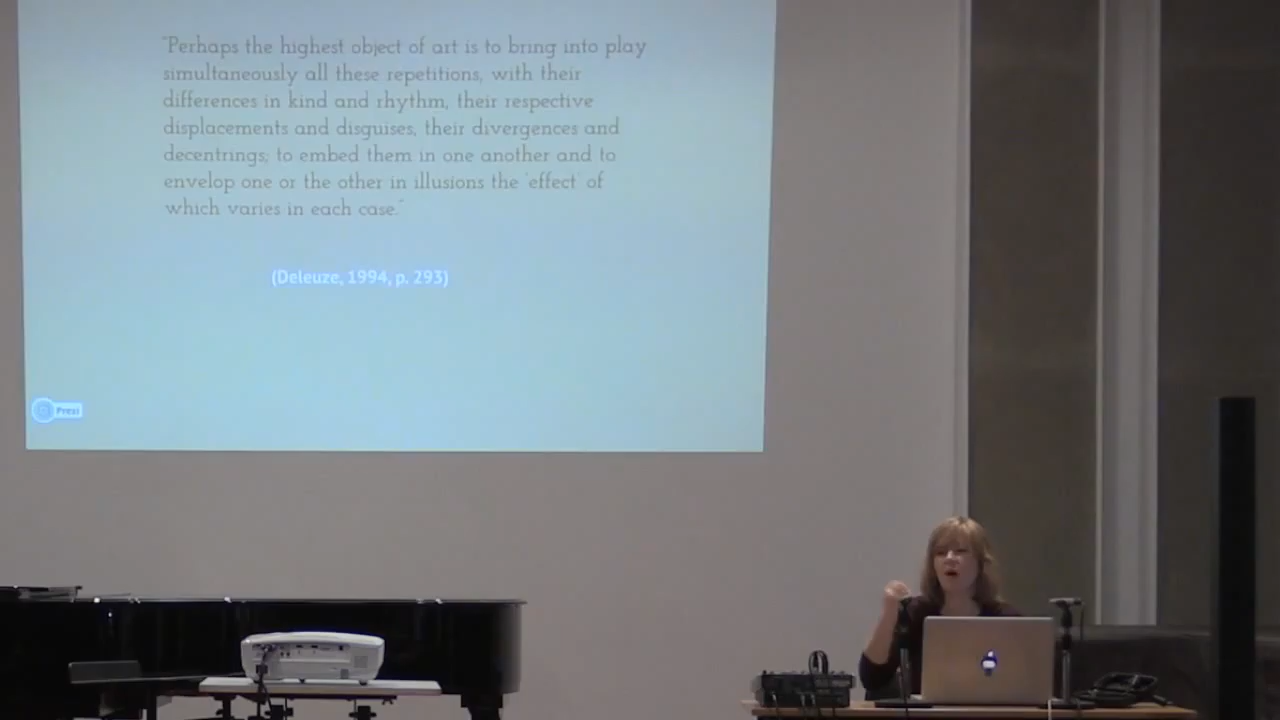 “Perhaps the highest object of art is to bring into play
simultaneously all these repetitions, with their
differences in kind and rhythm, their respective
displacements and disguises, their divergences and
decentrings; to embed them in one another and to
envelop one or the other in illusions the 'effect' of
which varies in each case.”
(Deleuze, 1994, p. 293)
Prezi